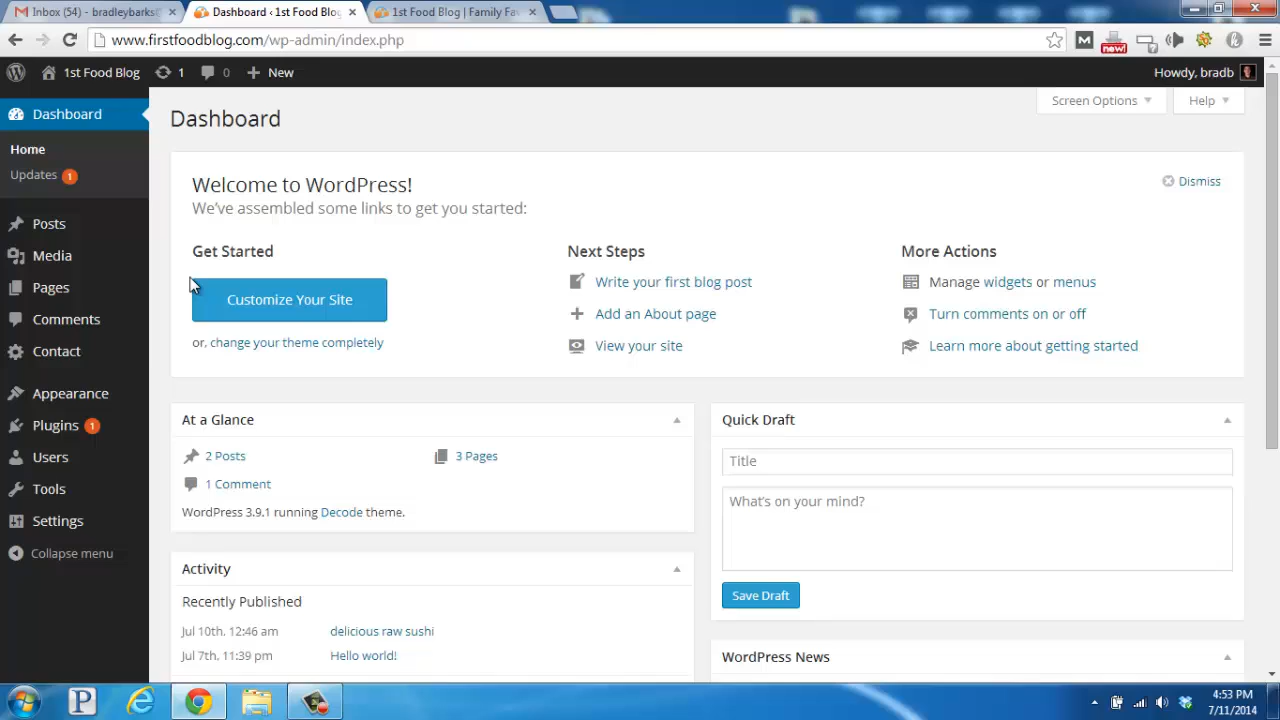 Inbox (54) - bradleybarks@
Dashboard ‹ 1st Food Blog
1st Food Blog | Family Fav
www.firstfoodblog.com/wp-admin/index.php
M
new!
1st Food Blog
1
0
New
Howdy, bradb
Dashboard
Home
Updates 1
Posts
Media
Pages
Comments
Contact
Appearance
Plugins 1
Users
Tools
Settings
Collapse menu
Dashboard
Screen Options
Help
Welcome to WordPress!
We've assembled some links to get you started:
Dismiss
Get Started
Customize Your Site
or, change your theme completely
Next Steps
Write your first blog post
Add an About page
View your site
More Actions
Manage widgets or menus
Turn comments on or off
Learn more about getting started
At a Glance
2 Posts
3 Pages
1 Comment
WordPress 3.9.1 running Decode theme.
Activity
Recently Published
Jul 10th, 12:46 am delicious raw sushi
Jul 7th, 11:39 pm Hello world!
Quick Draft
Title
What's on your mind?
Save Draft
WordPress News
P
4:53 PM
7/11/2014